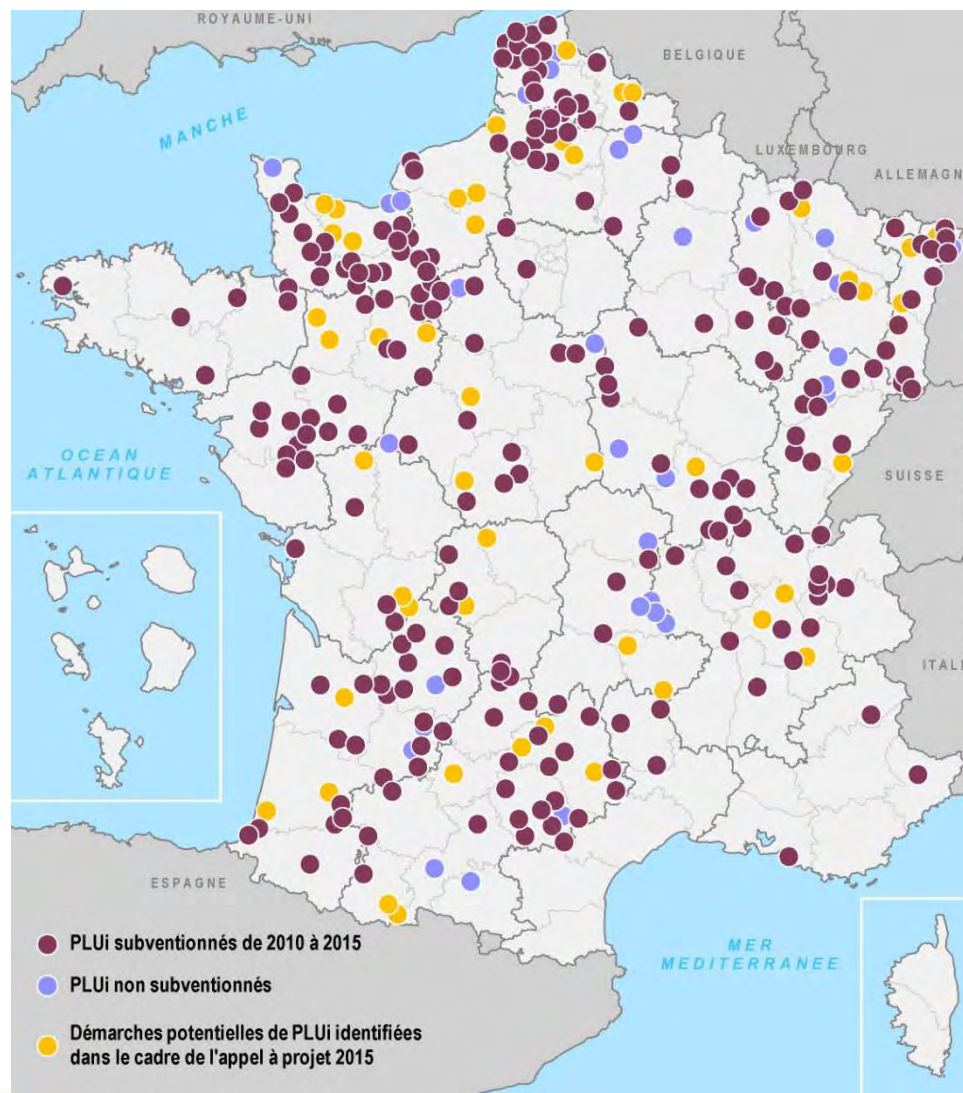 ROYAUME-UNI
BELGIQUE
MANCHE
LUXEMBOURG
ALLEMAGN
OCEAN
ATLANTIQUE
SUISSE
ITALI
ESPAGNE
MER
MEDITERRANEE
PLUi subventionnés de 2010 à 2015
PLUi non subventionnés
Démarches potentielles de PLUi identifiées
dans le cadre de l'appel à projet 2015